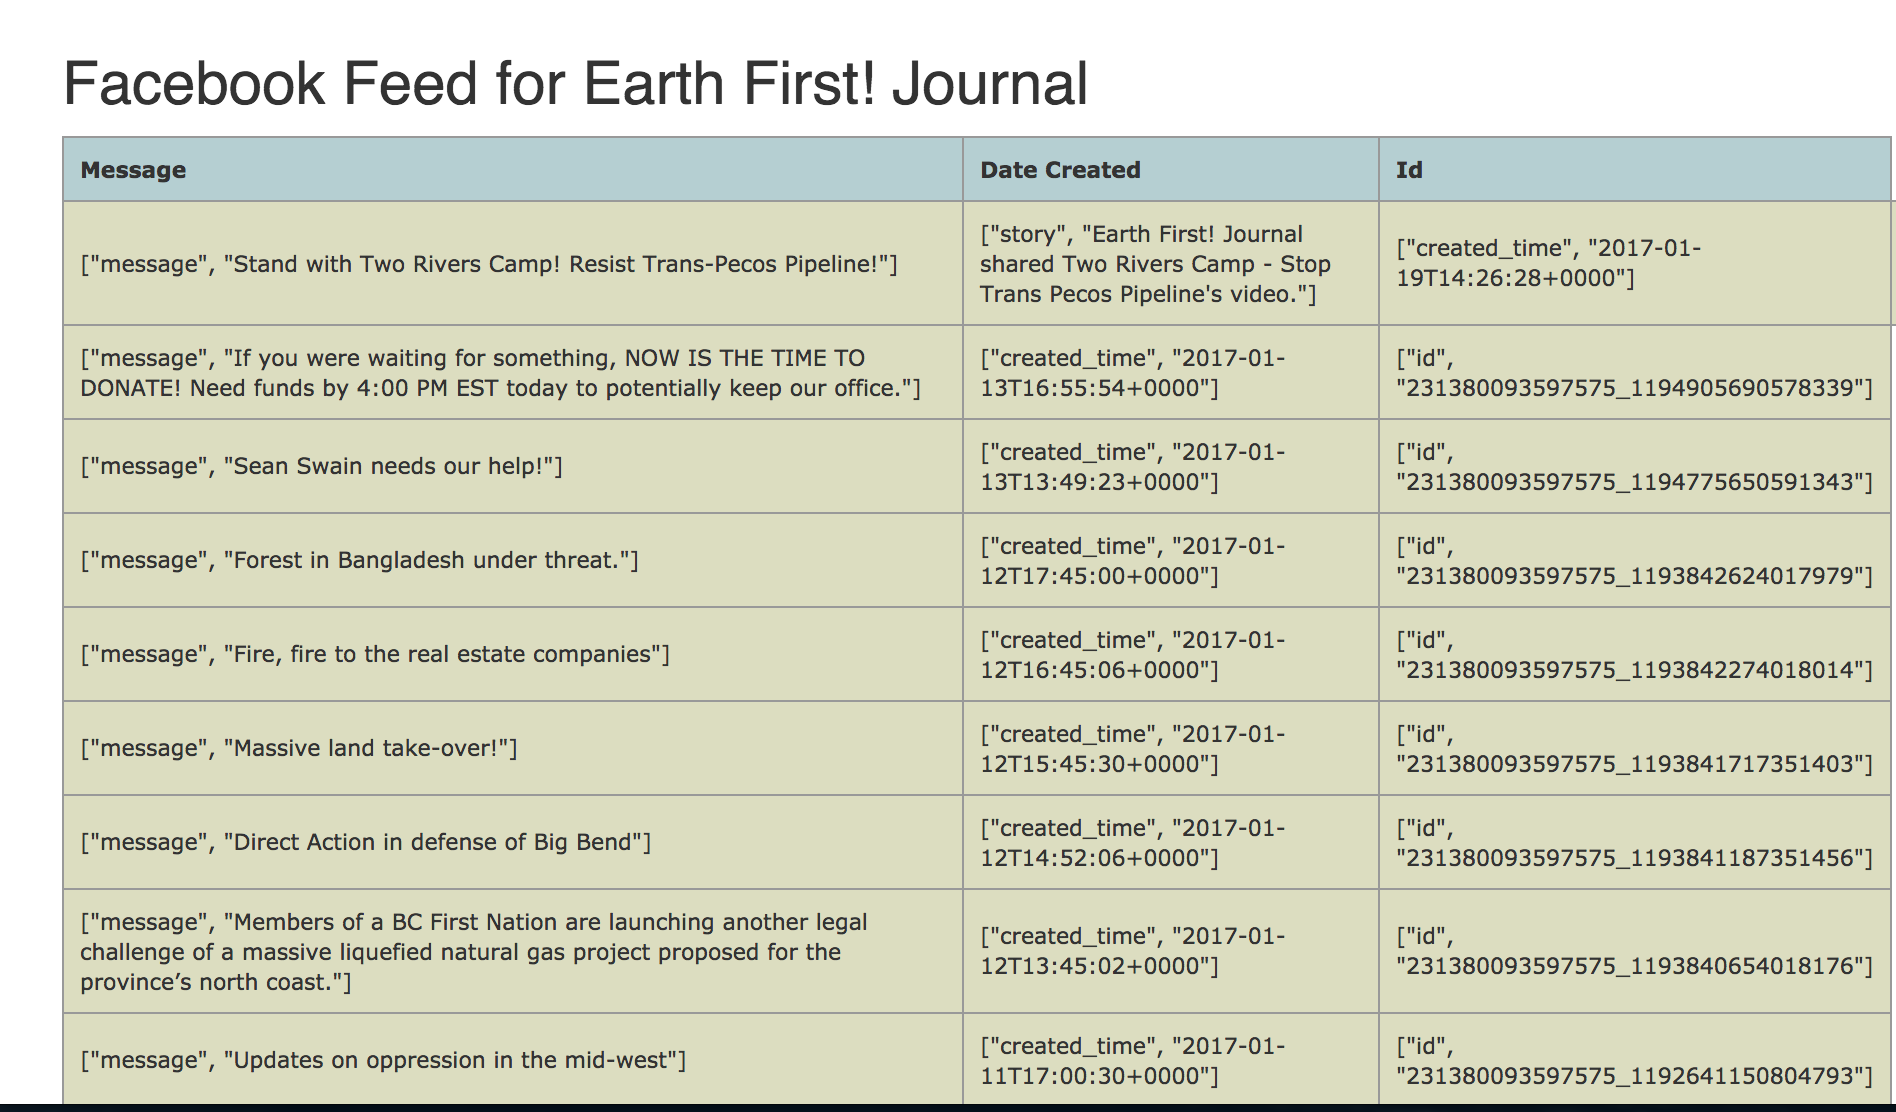 Facebook Feed for Earth First! Journal
Message
Date Created
Id
["message", "Stand with Two Rivers Camp! Resist Trans-Pecos Pipeline!"]
["story", "Earth First! Journal
shared Two Rivers Camp - Stop
Trans Pecos Pipeline's video."]
["created_time", "2017-01-
19T14:26:28+0000"]
["message", "If you were waiting for something, NOW IS THE TIME TO
DONATE! Need funds by 4:00 PM EST today to potentially keep our office."]
["created_time", "2017-01-
13T16:55:54+0000"]
["id",
"231380093597575_1194905690578339"]
["message", "Sean Swain needs our help!"]
["created_time", "2017-01-
13T13:49:23+0000"]
["id",
"231380093597575_1194775650591343"]
["message", "Forest in Bangladesh under threat."]
["created_time", "2017-01-
12T17:45:00+0000"]
["id",
"231380093597575_1193842624017979"]
["message", "Fire, fire to the real estate companies"]
["created_time", "2017-01-
12T16:45:06+0000"]
["id",
"231380093597575_1193842274018014"]
["message", "Massive land take-over!"]
["created_time", "2017-01-
12T15:45:30+0000"]
["id",
"231380093597575_1193841717351403"]
["message", "Direct Action in defense of Big Bend"]
["created_time", "2017-01-
12T14:52:06+0000"]
["id",
"231380093597575_1193841187351456"]
["message", "Members of a BC First Nation are launching another legal
challenge of a massive liquefied natural gas project proposed for the
province’s north coast."]
["created_time", "2017-01-
12T13:45:02+0000"]
["id",
"231380093597575_1193840654018176"]
["message", "Updates on oppression in the mid-west"]
["created_time", "2017-01-
11T17:00:30+0000"]
["id",
"231380093597575_1192641150804793"]